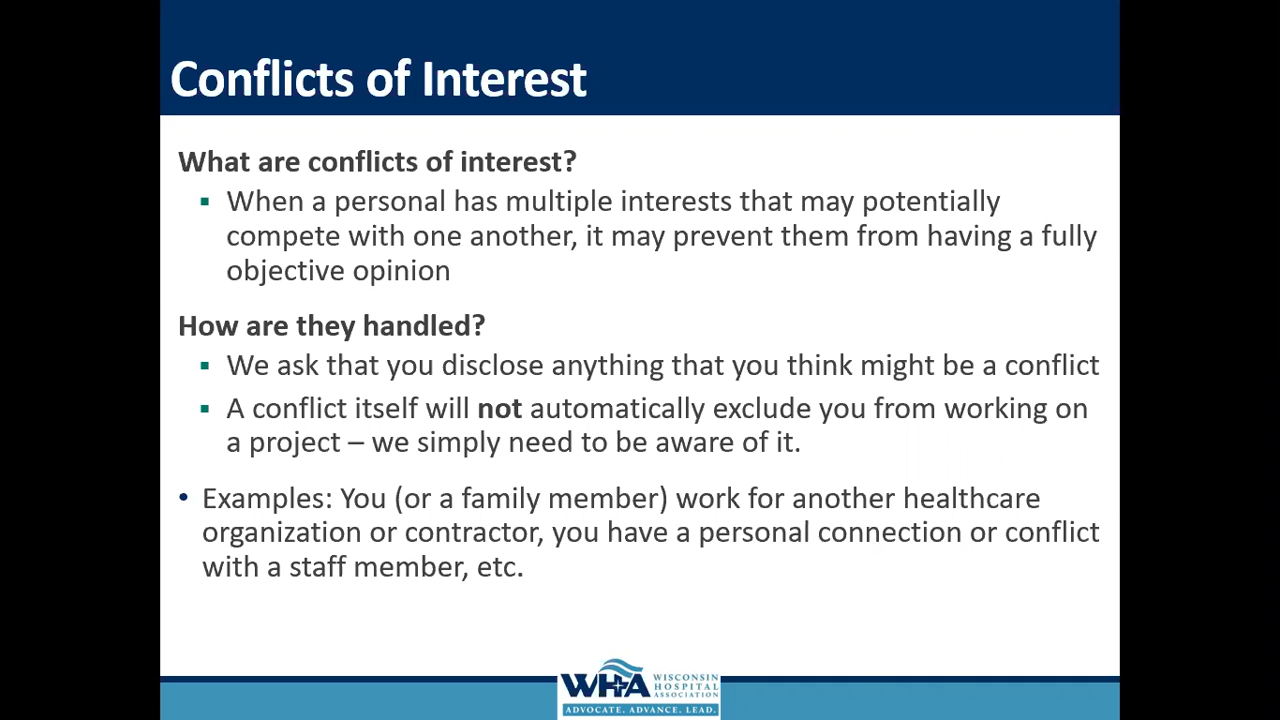 Conflicts of Interest
What are conflicts of interest?
▪ When a personal has multiple interests that may potentially
compete with one another, it may prevent them from having a fully
objective opinion
How are they handled?
▪ We ask that you disclose anything that you think might be a conflict
▪ A conflict itself will not automatically exclude you from working on
a project – we simply need to be aware of it.
• Examples: You (or a family member) work for another healthcare
organization or contractor, you have a personal connection or conflict
with a staff member, etc.
WHA
WISCONSIN
HOSPITAL
ASSOCIATION
ADVOCATE. ADVANCE. LEAD.